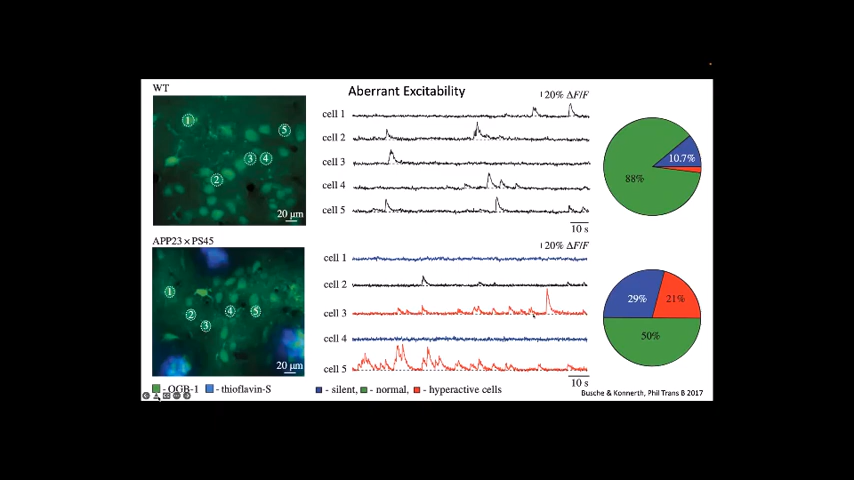 WT
Aberrant Excitability
20% ΔF/F
cell 1
cell 2
cell 3
cell 4
cell 5
1
5
3
4
2
20 μm
10 s
10.7%
88%
APP23 × PS45
20% ΔF/F
cell 1
cell 2
cell 3
cell 4
cell 5
1
2
3
4
5
20 μm
10 s
29%
21%
50%
- OGB-1 - thioflavin-S
- silent, - normal, - hyperactive cells
Busche & Konnerth, Phil Trans B 2017